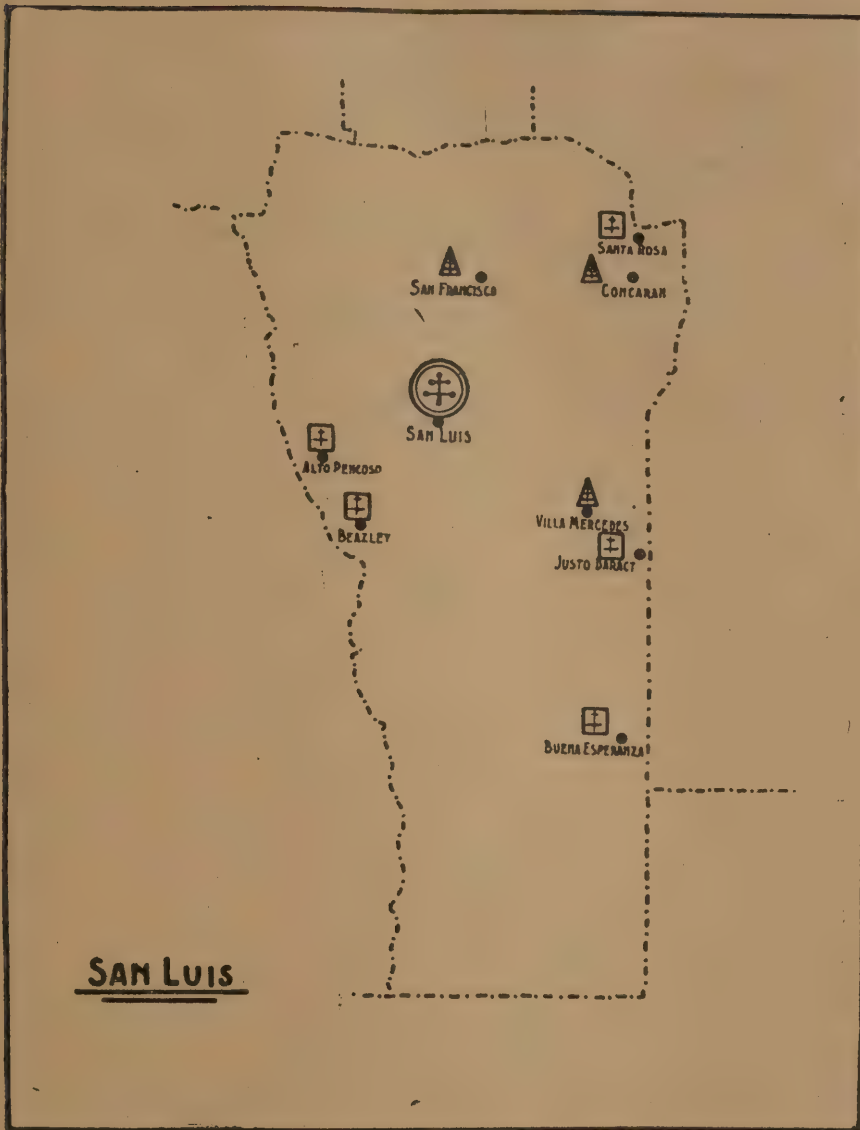 SANTA ROSA
SAN FRANCISCO
CONCARAN
SAN LUIS
ALTO PENCOSO
VILLA MERCEDES
BEAZLEY
JUSTO DARACT
BUENA ESPERANZA
SAN LUIS